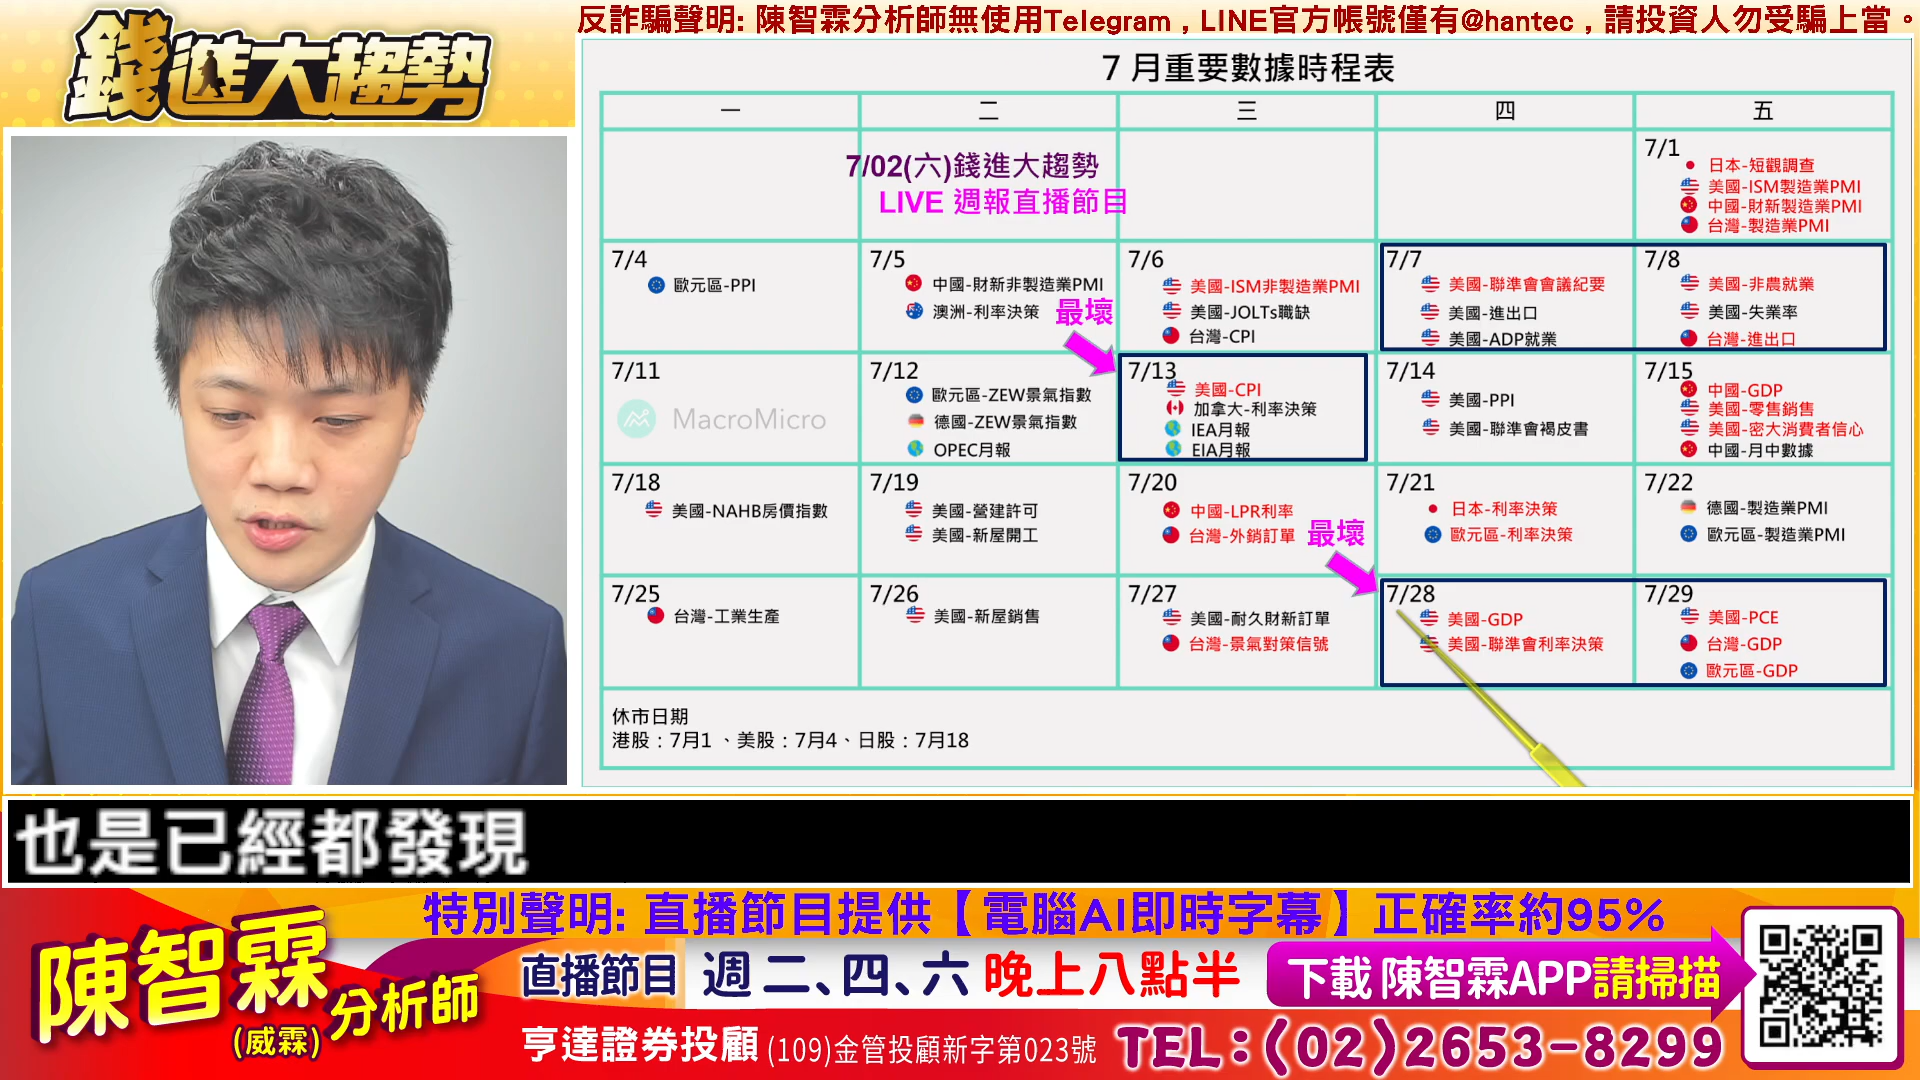 反詐騙聲明: 陳智霖分析師無使用Telegram , LINE官方帳號僅有@hantec , 請投資人勿受騙上當。
錢進大趨勢
7 月重要數據時程表
一 二 三 四 五
7/02(六)錢進大趨勢
LIVE 週報直播節目
7/1
日本-短觀調查
美國-ISM製造業PMI
中國-財新製造業PMI
台灣-製造業PMI
7/4
歐元區-PPI
7/5
中國-財新非製造業PMI
澳洲-利率決策
最壞
7/6
美國-ISM非製造業PMI
美國-JOLTs職缺
台灣-CPI
7/7
美國-聯準會會議紀要
美國-進出口
美國-ADP就業
7/8
美國-非農就業
美國-失業率
台灣-進出口
7/11
MacroMicro
7/12
歐元區-ZEW景氣指數
德國-ZEW景氣指數
OPEC月報
7/13
美國-CPI
加拿大-利率決策
IEA月報
EIA月報
7/14
美國-PPI
美國-聯準會褐皮書
7/15
中國-GDP
美國-零售銷售
美國-密大消費者信心
中國-月中數據
7/18
美國-NAHB房價指數
7/19
美國-營建許可
美國-新屋開工
7/20
中國-LPR利率
台灣-外銷訂單
最壞
7/21
日本-利率決策
歐元區-利率決策
7/22
德國-製造業PMI
歐元區-製造業PMI
7/25
台灣-工業生產
7/26
美國-新屋銷售
7/27
美國-耐久財新訂單
台灣-景氣對策信號
7/28
美國-GDP
美國-聯準會利率決策
7/29
美國-PCE
台灣-GDP
歐元區-GDP
休市日期
港股：7月1 、美股：7月4、日股：7月18
也是已經都發現
特別聲明: 直播節目提供【電腦AI即時字幕】正確率約95%
陳智霖分析師
(威霖)
直播節目 週二、四、六 晚上八點半
下載 陳智霖APP請掃描
亨達證券投顧 (109)金管投顧新字第023號 TEL:(02)2653-8299